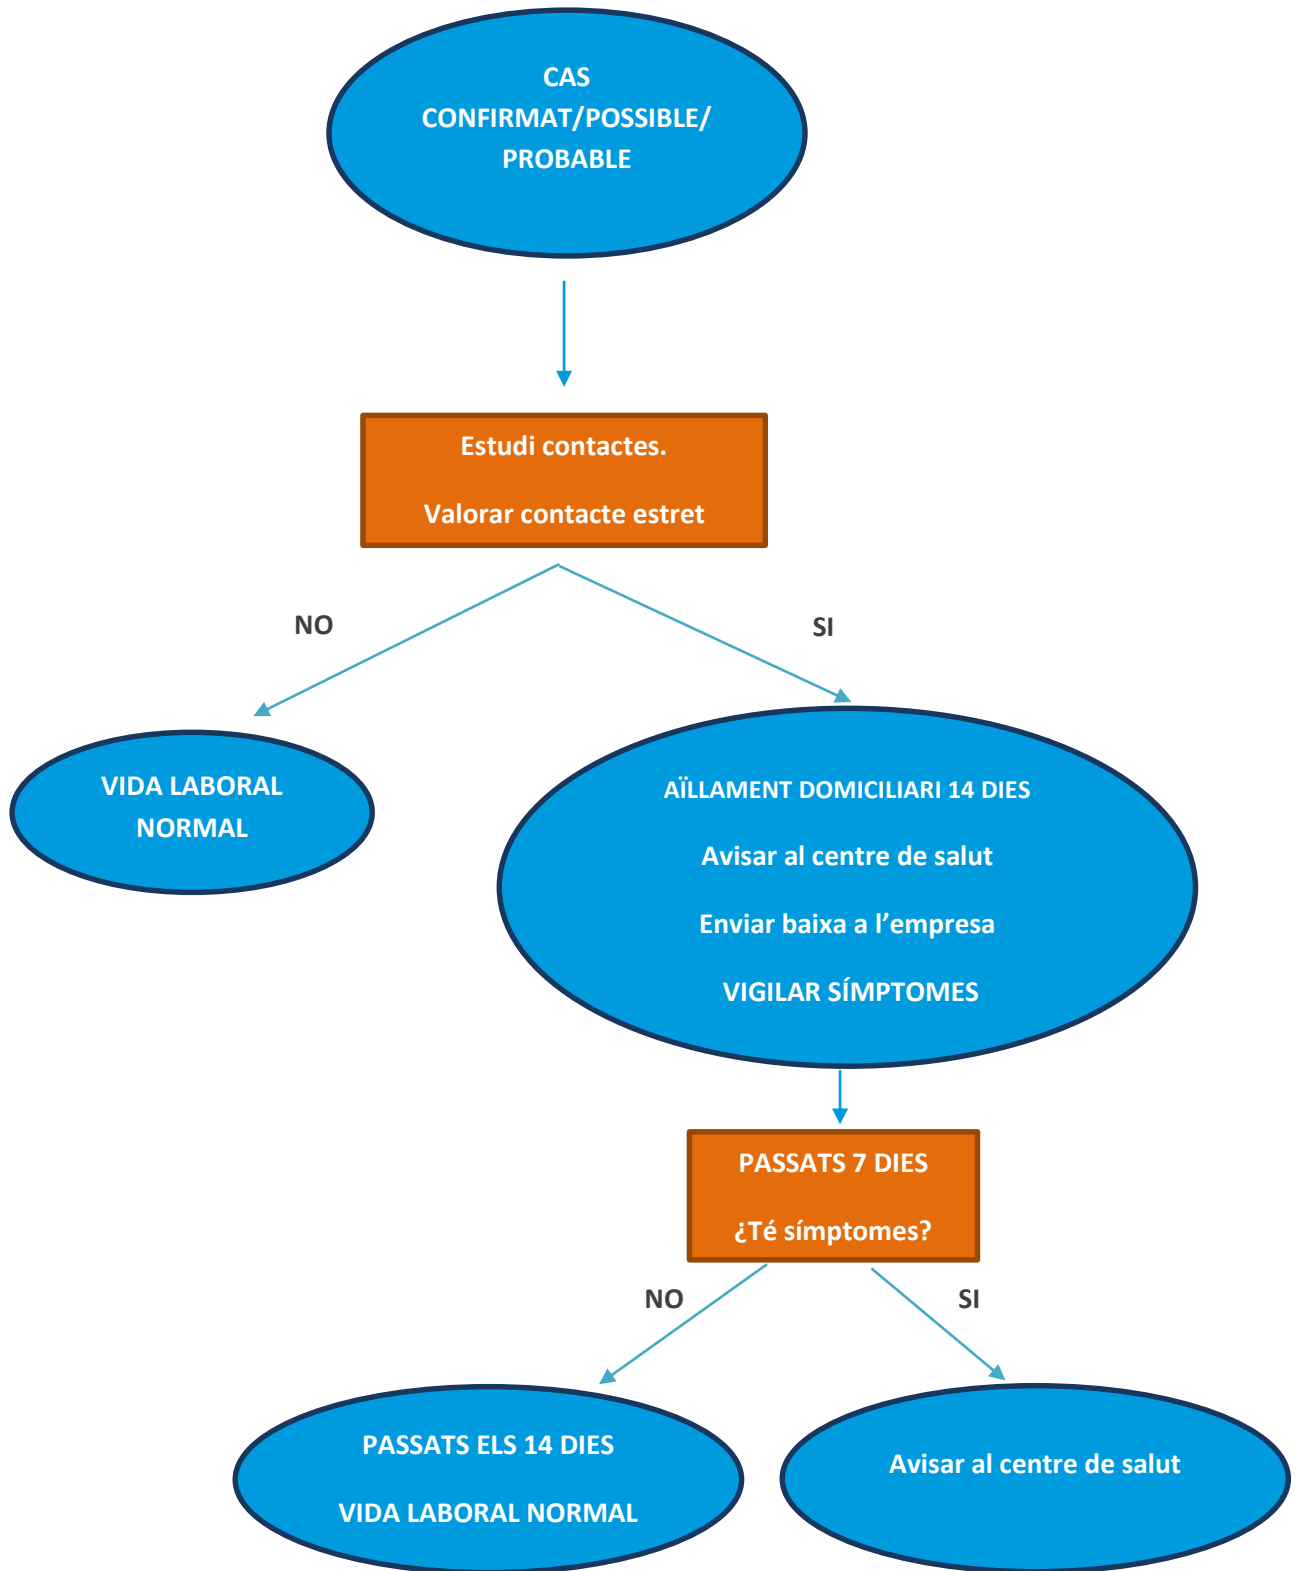 CAS
CONFIRMAT/POSSIBLE/
PROBABLE
Estudi contactes.
Valorar contacte estret
NO
SI
VIDA LABORAL
NORMAL
AÏLLAMENT DOMICILIARI 14 DIES
Avisar al centre de salut
Enviar baixa a l’empresa
VIGILAR SÍMPTOMES
PASSATS 7 DIES
¿Té símptomes?
NO
SI
PASSATS ELS 14 DIES
VIDA LABORAL NORMAL
Avisar al centre de salut